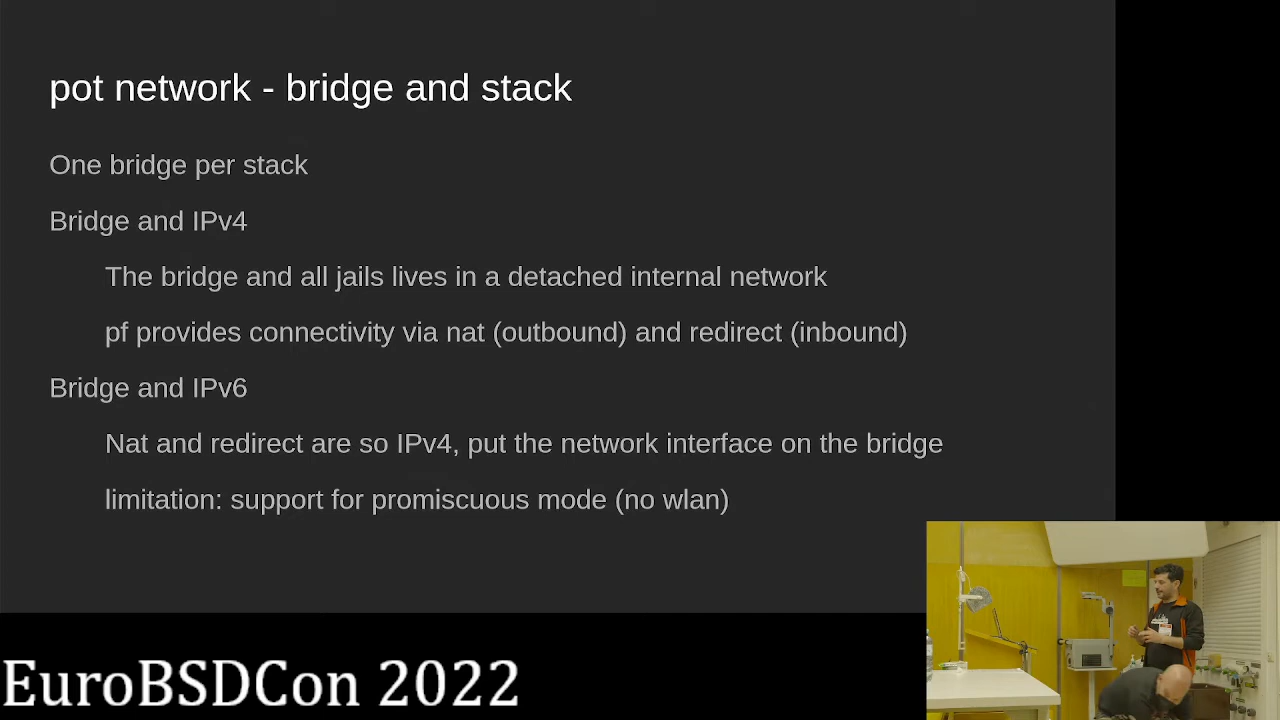 pot network - bridge and stack
One bridge per stack
Bridge and IPv4
The bridge and all jails lives in a detached internal network
pf provides connectivity via nat (outbound) and redirect (inbound)
Bridge and IPv6
Nat and redirect are so IPv4, put the network interface on the bridge
limitation: support for promiscuous mode (no wlan)
EuroBSDCon 2022